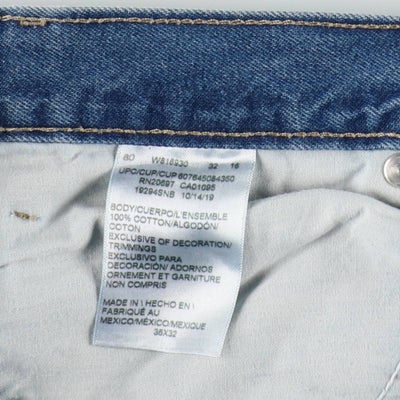 80 W818930 32 16
UPC/CUP/CUP 607645084350
RN20697 CA01095
19294SNB 10/14/19
BODY/CUERPO/L'ENSEMBLE
100% COTTON/ALGODÓN/
COTON
EXCLUSIVE OF DECORATION/
TRIMMINGS
EXCLUSIVO PARA
DECORACIÓN/ ADORNOS
ORNEMENT ET GARNITURE
NON COMPRIS
MADE IN \ HECHO EN \
FABRIQUÉ AU
MEXICO/MÉXICO/MEXIQUE
36X32